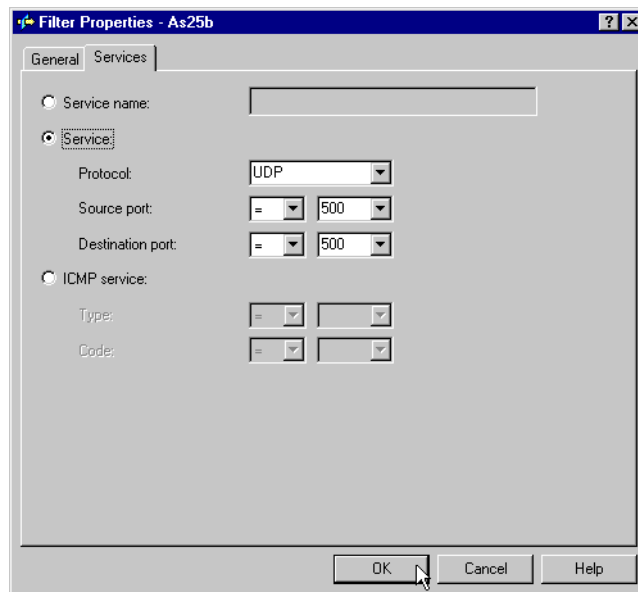 Filter Properties - As25b
General Services
Service name:
Service:
Protocol: UDP
Source port: = 500
Destination port: = 500
ICMP service:
Type: =
Code: =
OK Cancel Help